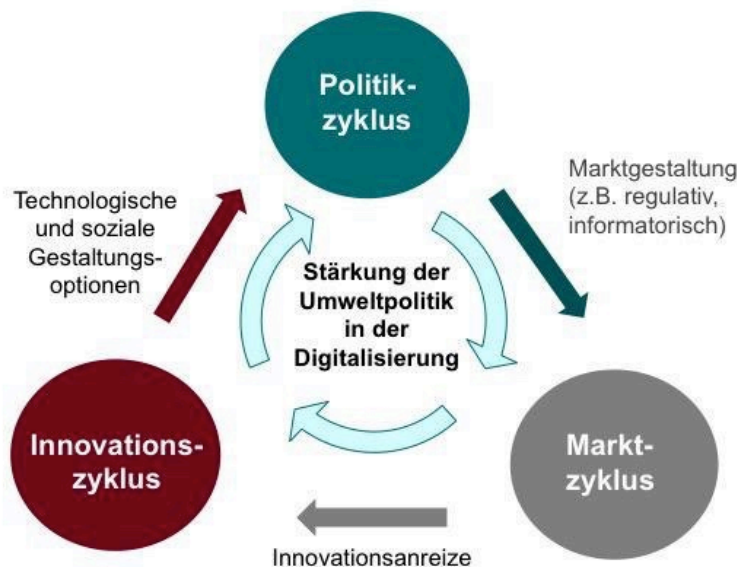 Politik-
zyklus
Technologische
und soziale
Gestaltungs-
optionen
Marktgestaltung
(z.B. regulativ,
informatorisch)
Stärkung der
Umweltpolitik
in der
Digitalisierung
Innovations-
zyklus
Markt-
zyklus
Innovationsanreize